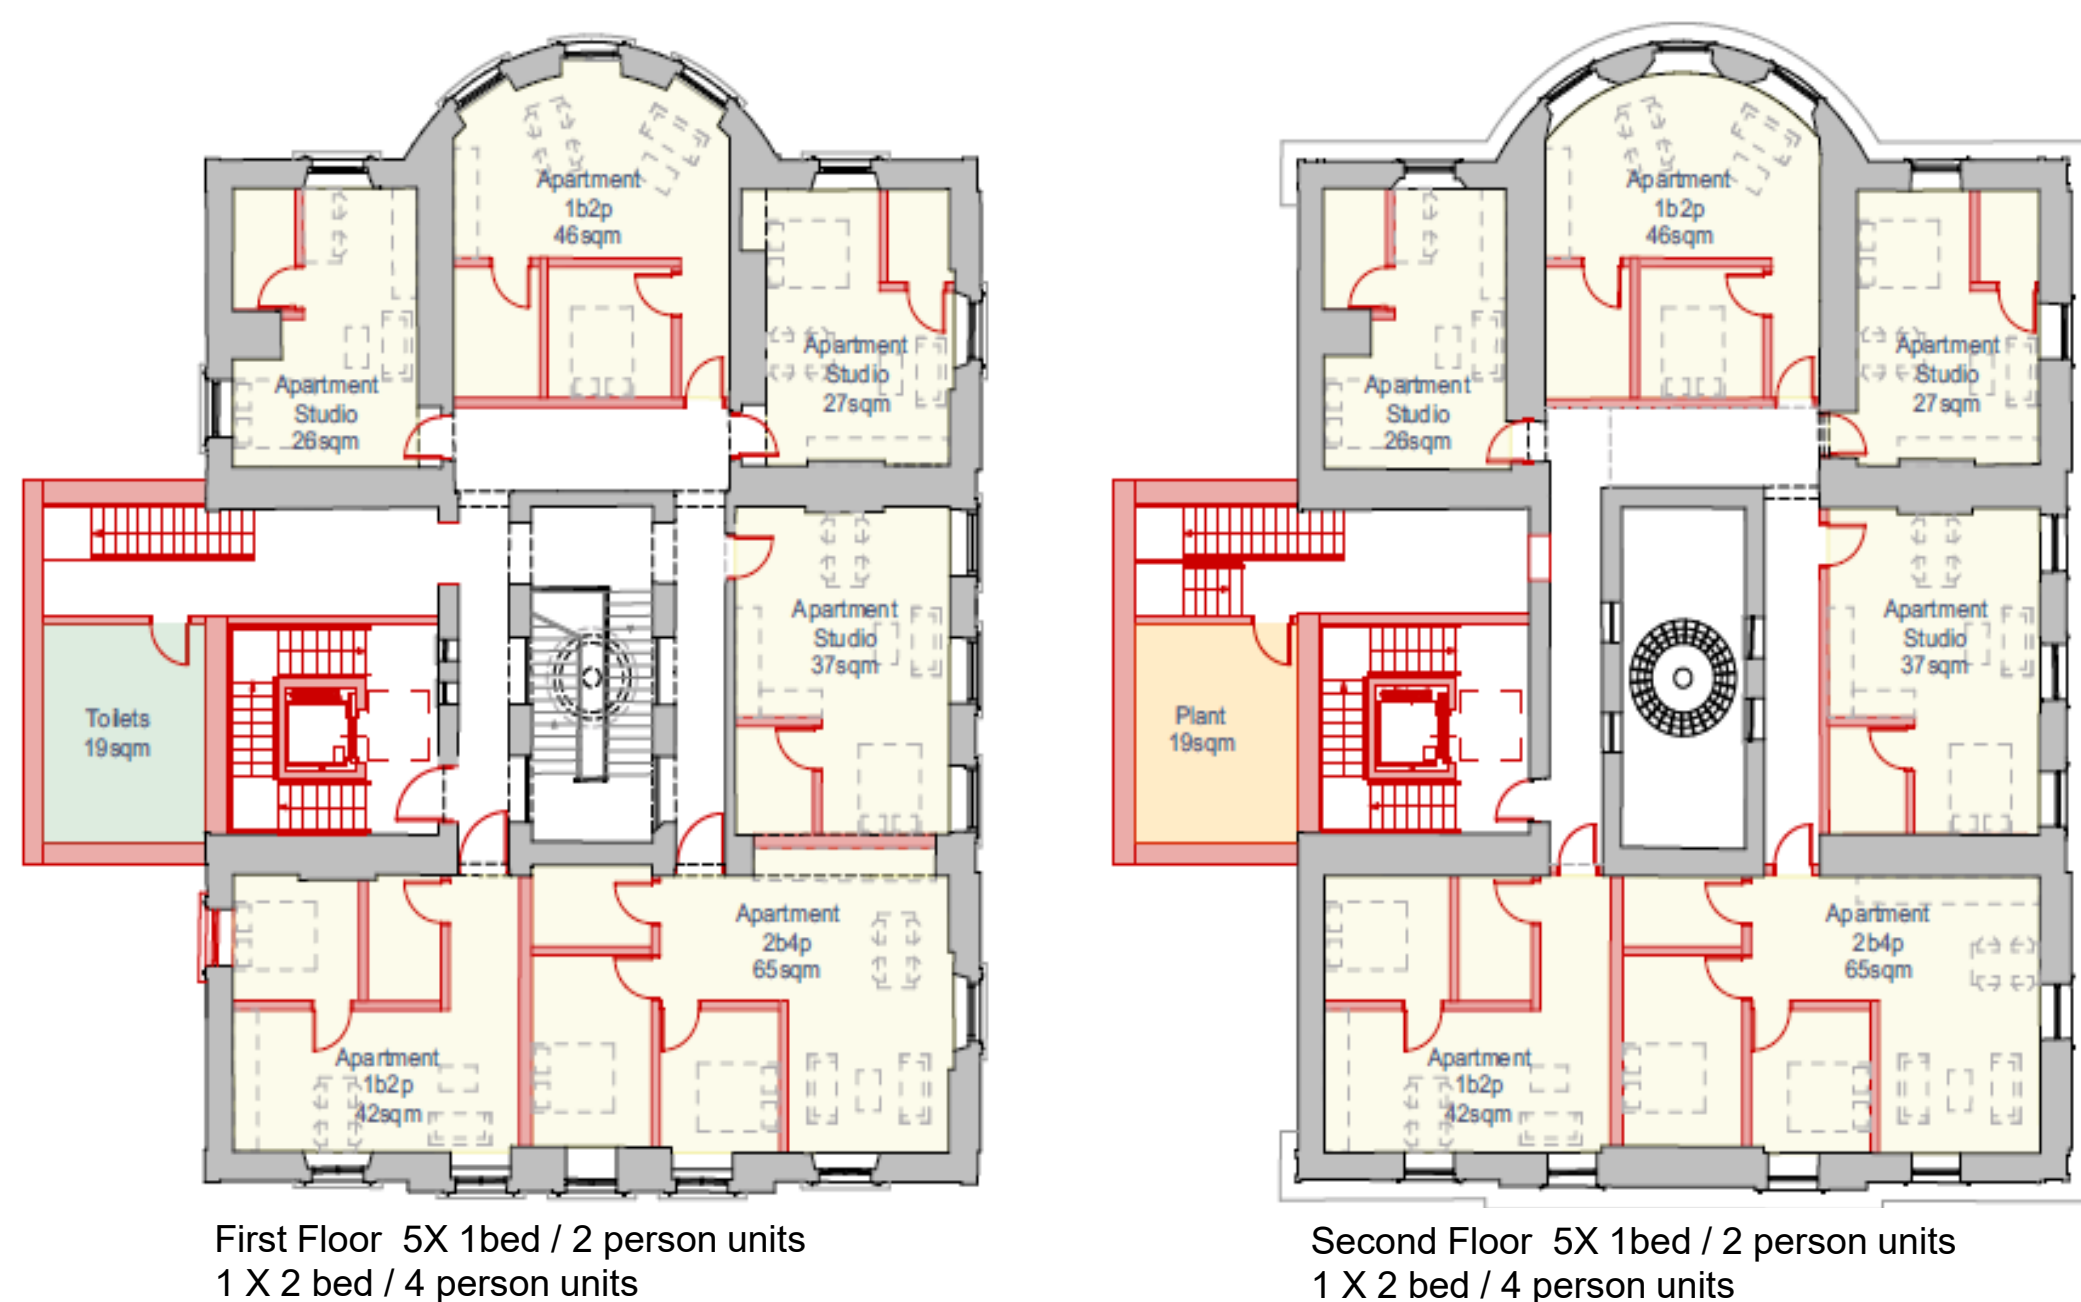 Apartment
1b2p
46sqm
Apartment
Studio
26sqm
Apartment
Studio
27sqm
Apartment
Studio
37sqm
Toilets
19sqm
Apartment
1b2p
42sqm
Apartment
2b4p
65sqm
First Floor  5X 1bed / 2 person units
1 X 2 bed / 4 person units
Apartment
1b2p
46sqm
Apartment
Studio
26sqm
Apartment
Studio
27sqm
Apartment
Studio
37sqm
Plant
19sqm
Apartment
1b2p
42sqm
Apartment
2b4p
65sqm
Second Floor  5X 1bed / 2 person units
1 X 2 bed / 4 person units